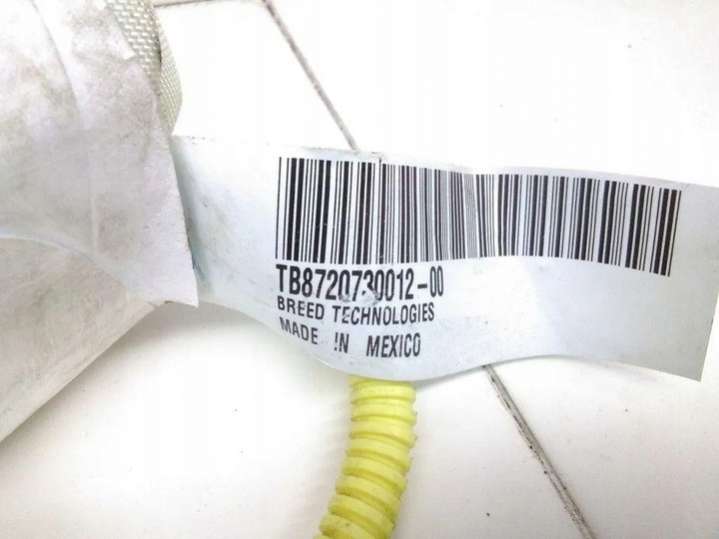 TB8720730012-00
BREED TECHNOLOGIES
MADE IN MEXICO